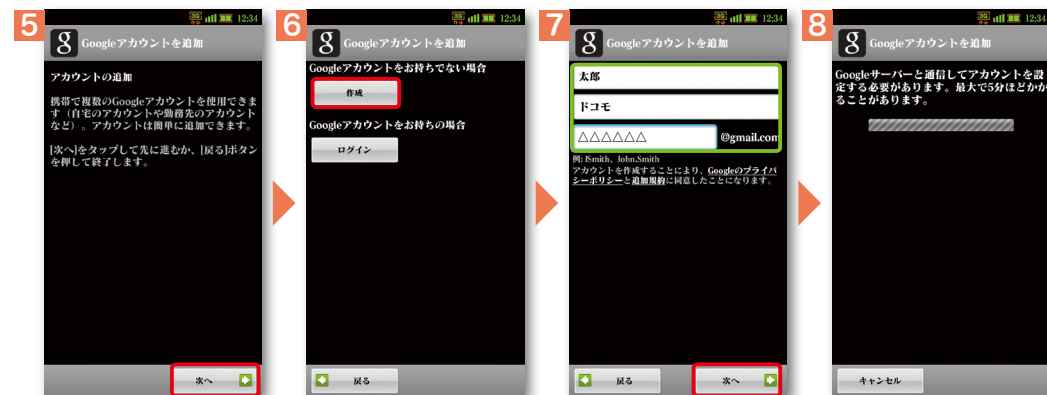 5
3G 12:34
g Googleアカウントを追加
アカウントの追加
携帯で複数のGoogleアカウントを使用できま
す（自宅のアカウントや勤務先のアカウント
など）。アカウントは簡単に追加できます。
[次へ]をタップして先に進むか、[戻る]ボタン
を押して終了します。
次へ
6
3G 12:34
g Googleアカウントを追加
Googleアカウントをお持ちでない場合
作成
Googleアカウントをお持ちの場合
ログイン
戻る
7
3G 12:34
g Googleアカウントを追加
太郎
ドコモ
△△△△△△ @gmail.com
例: JSmith、John.Smith
アカウントを作成することにより、Googleのプライバ
シーポリシーと追加規約に同意したことになります。
戻る 次へ
8
3G 12:34
g Googleアカウントを追加
Googleサーバーと通信してアカウントを設
定する必要があります。最大で5分ほどかか
ることがあります。
キャンセル